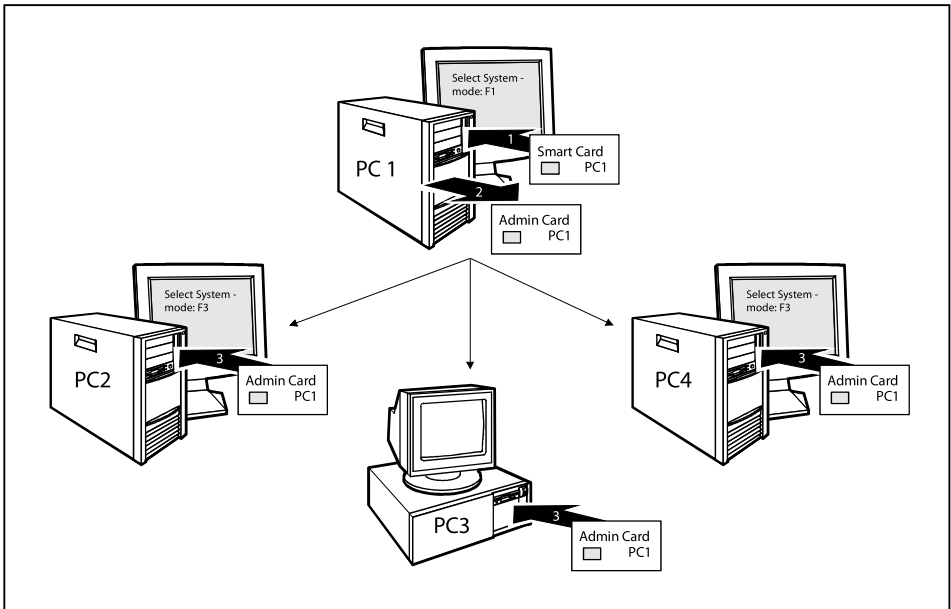 Select System -
mode: F1
PC 1
1
Smart Card
PC1
2
Admin Card
PC1
Select System -
mode: F3
PC2
3
Admin Card
PC1
Select System -
mode: F3
PC4
3
Admin Card
PC1
PC3
3
Admin Card
PC1